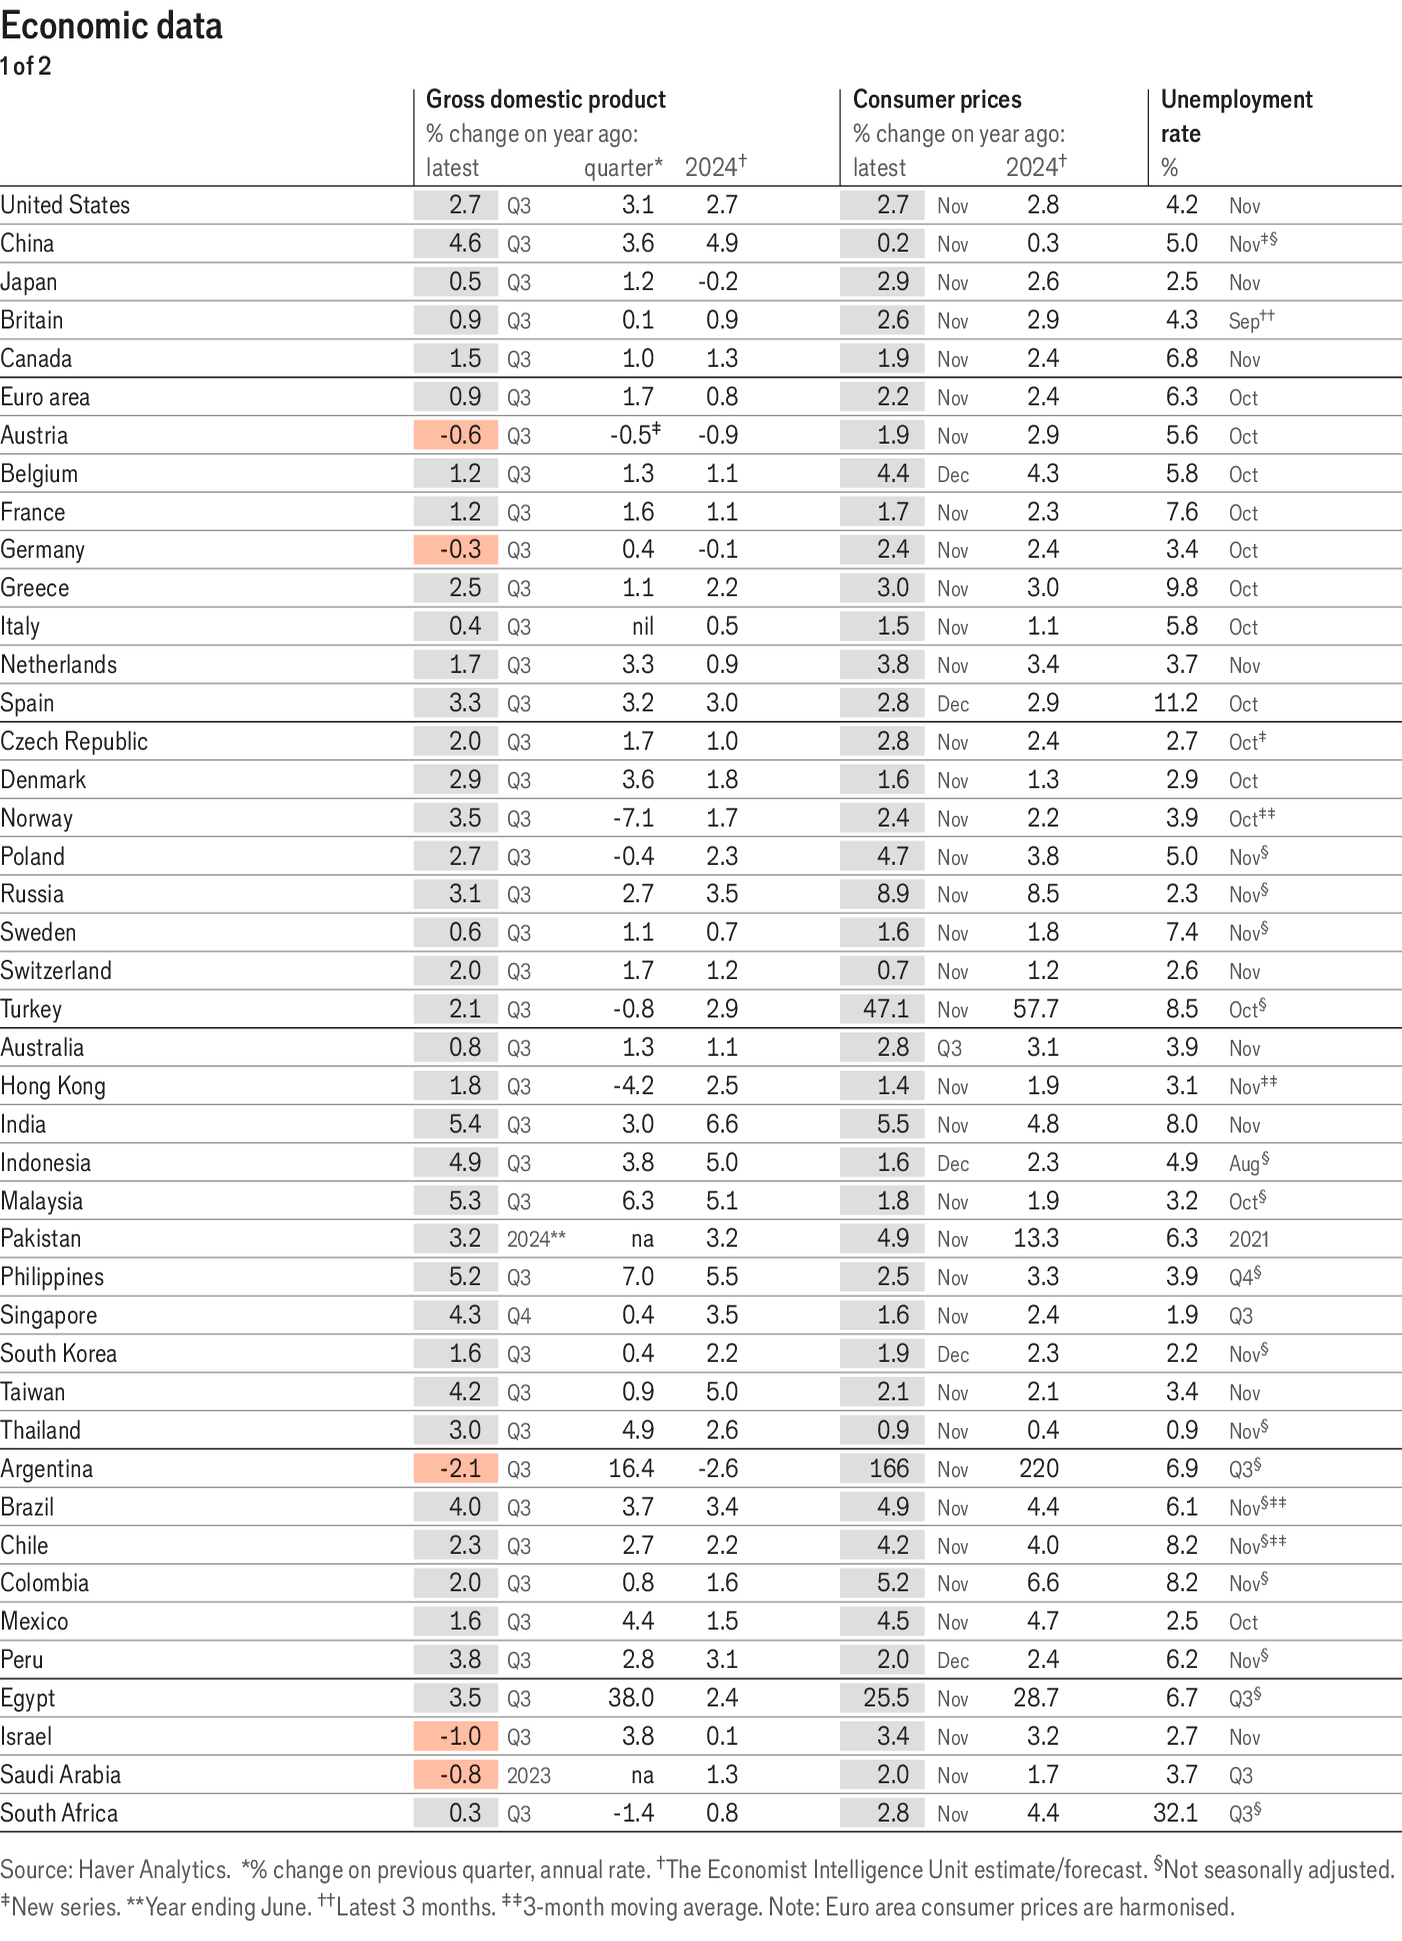 Economic data
1 of 2
Gross domestic product Consumer prices Unemployment
% change on year ago: % change on year ago: rate
latest quarter* 2024† latest 2024† %
United States 2.7 Q3 3.1 2.7 2.7 Nov 2.8 4.2 Nov
China 4.6 Q3 3.6 4.9 0.2 Nov 0.3 5.0 Nov‡§
Japan 0.5 Q3 1.2 -0.2 2.9 Nov 2.6 2.5 Nov
Britain 0.9 Q3 0.1 0.9 2.6 Nov 2.9 4.3 Sep††
Canada 1.5 Q3 1.0 1.3 1.9 Nov 2.4 6.8 Nov
Euro area 0.9 Q3 1.7 0.8 2.2 Nov 2.4 6.3 Oct
Austria -0.6 Q3 -0.5‡ -0.9 1.9 Nov 2.9 5.6 Oct
Belgium 1.2 Q3 1.3 1.1 4.4 Dec 4.3 5.8 Oct
France 1.2 Q3 1.6 1.1 1.7 Nov 2.3 7.6 Oct
Germany -0.3 Q3 0.4 -0.1 2.4 Nov 2.4 3.4 Oct
Greece 2.5 Q3 1.1 2.2 3.0 Nov 3.0 9.8 Oct
Italy 0.4 Q3 nil 0.5 1.5 Nov 1.1 5.8 Oct
Netherlands 1.7 Q3 3.3 0.9 3.8 Nov 3.4 3.7 Nov
Spain 3.3 Q3 3.2 3.0 2.8 Dec 2.9 11.2 Oct
Czech Republic 2.0 Q3 1.7 1.0 2.8 Nov 2.4 2.7 Oct‡
Denmark 2.9 Q3 3.6 1.8 1.6 Nov 1.3 2.9 Oct
Norway 3.5 Q3 -7.1 1.7 2.4 Nov 2.2 3.9 Oct‡‡
Poland 2.7 Q3 -0.4 2.3 4.7 Nov 3.8 5.0 Nov§
Russia 3.1 Q3 2.7 3.5 8.9 Nov 8.5 2.3 Nov§
Sweden 0.6 Q3 1.1 0.7 1.6 Nov 1.8 7.4 Nov§
Switzerland 2.0 Q3 1.7 1.2 0.7 Nov 1.2 2.6 Nov
Turkey 2.1 Q3 -0.8 2.9 47.1 Nov 57.7 8.5 Oct§
Australia 0.8 Q3 1.3 1.1 2.8 Q3 3.1 3.9 Nov
Hong Kong 1.8 Q3 -4.2 2.5 1.4 Nov 1.9 3.1 Nov‡‡
India 5.4 Q3 3.0 6.6 5.5 Nov 4.8 8.0 Nov
Indonesia 4.9 Q3 3.8 5.0 1.6 Dec 2.3 4.9 Aug§
Malaysia 5.3 Q3 6.3 5.1 1.8 Nov 1.9 3.2 Oct§
Pakistan 3.2 2024** na 3.2 4.9 Nov 13.3 6.3 2021
Philippines 5.2 Q3 7.0 5.5 2.5 Nov 3.3 3.9 Q4§
Singapore 4.3 Q4 0.4 3.5 1.6 Nov 2.4 1.9 Q3
South Korea 1.6 Q3 0.4 2.2 1.9 Dec 2.3 2.2 Nov§
Taiwan 4.2 Q3 0.9 5.0 2.1 Nov 2.1 3.4 Nov
Thailand 3.0 Q3 4.9 2.6 0.9 Nov 0.4 0.9 Nov§
Argentina -2.1 Q3 16.4 -2.6 166 Nov 220 6.9 Q3§
Brazil 4.0 Q3 3.7 3.4 4.9 Nov 4.4 6.1 Nov§‡‡
Chile 2.3 Q3 2.7 2.2 4.2 Nov 4.0 8.2 Nov§‡‡
Colombia 2.0 Q3 0.8 1.6 5.2 Nov 6.6 8.2 Nov§
Mexico 1.6 Q3 4.4 1.5 4.5 Nov 4.7 2.5 Oct
Peru 3.8 Q3 2.8 3.1 2.0 Dec 2.4 6.2 Nov§
Egypt 3.5 Q3 38.0 2.4 25.5 Nov 28.7 6.7 Q3§
Israel -1.0 Q3 3.8 0.1 3.4 Nov 3.2 2.7 Nov
Saudi Arabia -0.8 2023 na 1.3 2.0 Nov 1.7 3.7 Q3
South Africa 0.3 Q3 -1.4 0.8 2.8 Nov 4.4 32.1 Q3§
Source: Haver Analytics. *% change on previous quarter, annual rate. †The Economist Intelligence Unit estimate/forecast. §Not seasonally adjusted.
‡New series. **Year ending June. ††Latest 3 months. ‡‡3-month moving average. Note: Euro area consumer prices are harmonised.